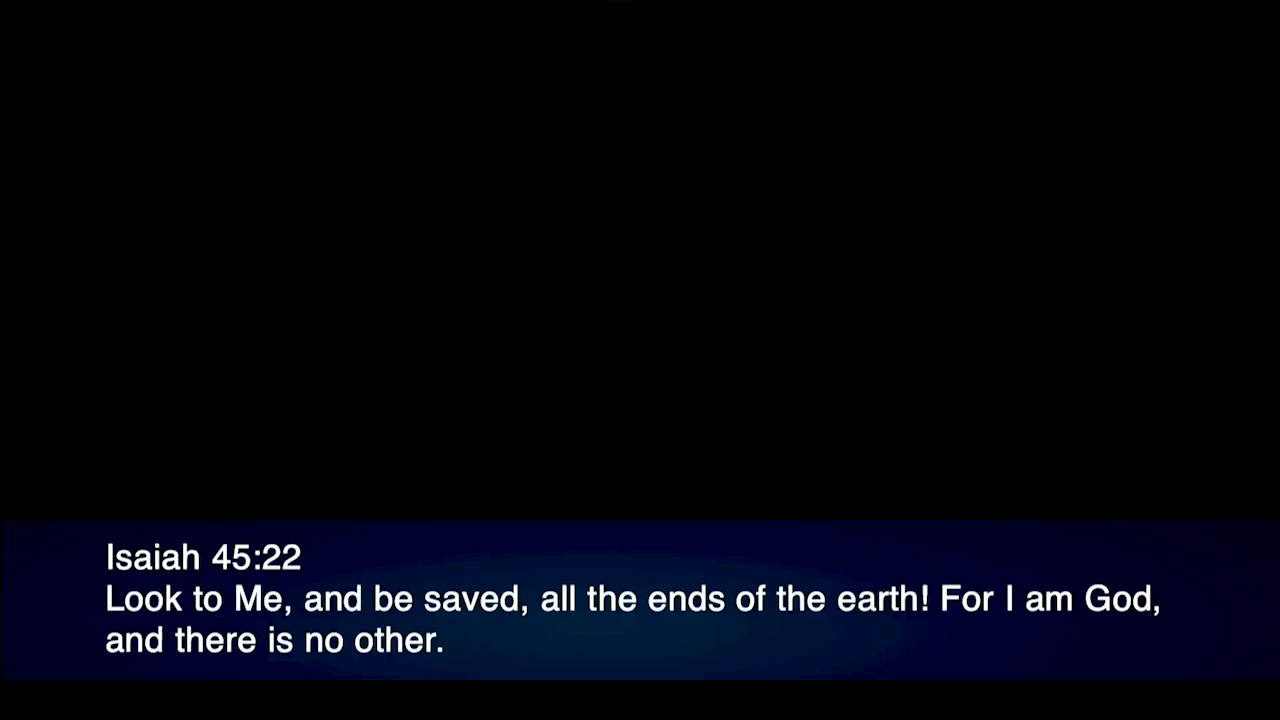 Isaiah 45:22
Look to Me, and be saved, all the ends of the earth! For I am God,
and there is no other.